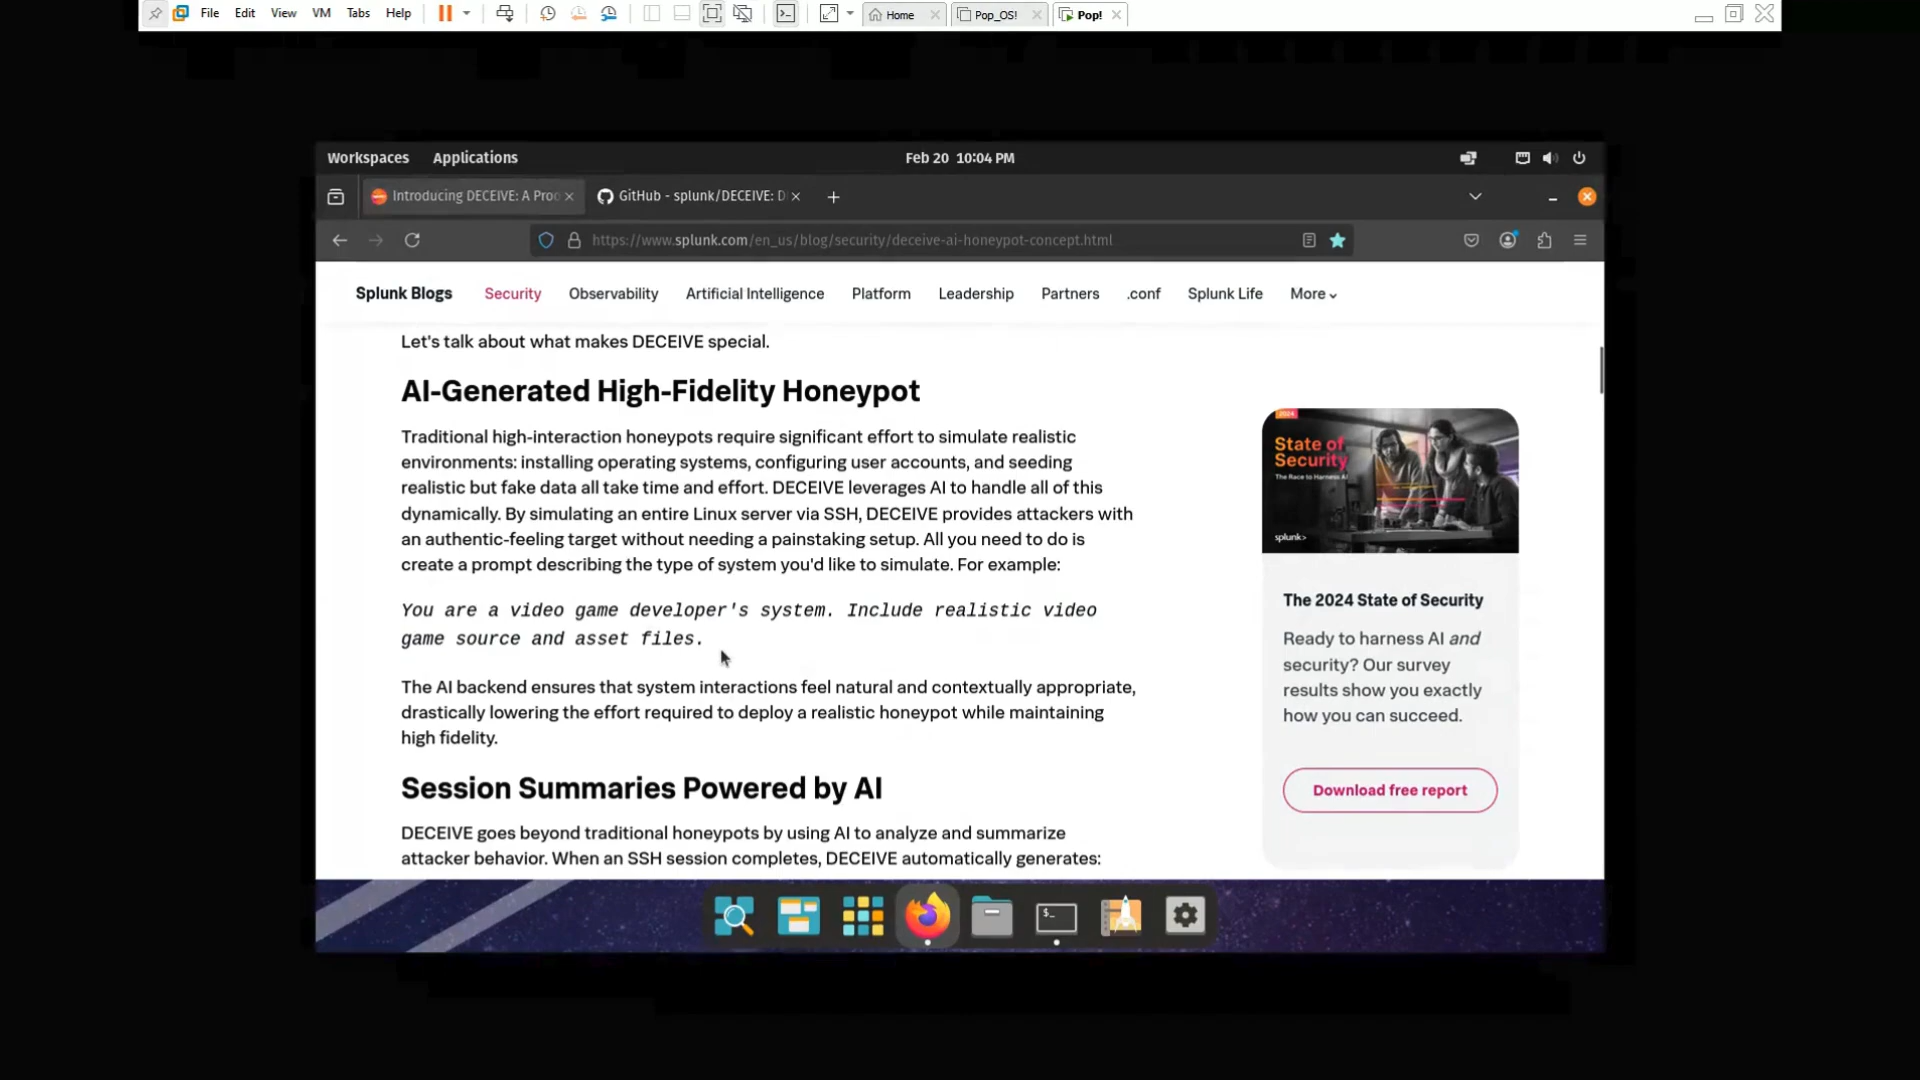 File Edit View VM Tabs Help Home Pop_OS! Pop!
Workspaces Applications Feb 20 10:04 PM
Introducing DECEIVE: A Proo GitHub - splunk/DECEIVE: D
https://www.splunk.com/en_us/blog/security/deceive-ai-honeypot-concept.html
Splunk Blogs Security Observability Artificial Intelligence Platform Leadership Partners .conf Splunk Life More
Let's talk about what makes DECEIVE special.
AI-Generated High-Fidelity Honeypot
Traditional high-interaction honeypots require significant effort to simulate realistic
environments: installing operating systems, configuring user accounts, and seeding
realistic but fake data all take time and effort. DECEIVE leverages AI to handle all of this
dynamically. By simulating an entire Linux server via SSH, DECEIVE provides attackers with
an authentic-feeling target without needing a painstaking setup. All you need to do is
create a prompt describing the type of system you'd like to simulate. For example:
You are a video game developer's system. Include realistic video
game source and asset files.
The AI backend ensures that system interactions feel natural and contextually appropriate,
drastically lowering the effort required to deploy a realistic honeypot while maintaining
high fidelity.
Session Summaries Powered by AI
DECEIVE goes beyond traditional honeypots by using AI to analyze and summarize
attacker behavior. When an SSH session completes, DECEIVE automatically generates:
2024
State of
Security
The Race to Harness AI
splunk>
The 2024 State of Security
Ready to harness AI and
security? Our survey
results show you exactly
how you can succeed.
Download free report
$_